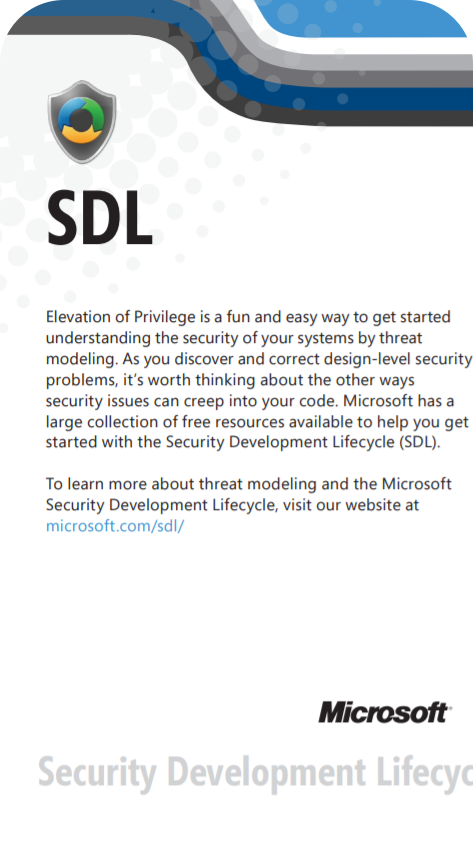 SDL
Elevation of Privilege is a fun and easy way to get started
understanding the security of your systems by threat
modeling. As you discover and correct design-level security
problems, it’s worth thinking about the other ways
security issues can creep into your code. Microsoft has a
large collection of free resources available to help you get
started with the Security Development Lifecycle (SDL).
To learn more about threat modeling and the Microsoft
Security Development Lifecycle, visit our website at
microsoft.com/sdl/
Microsoft
Security Development Lifecyc